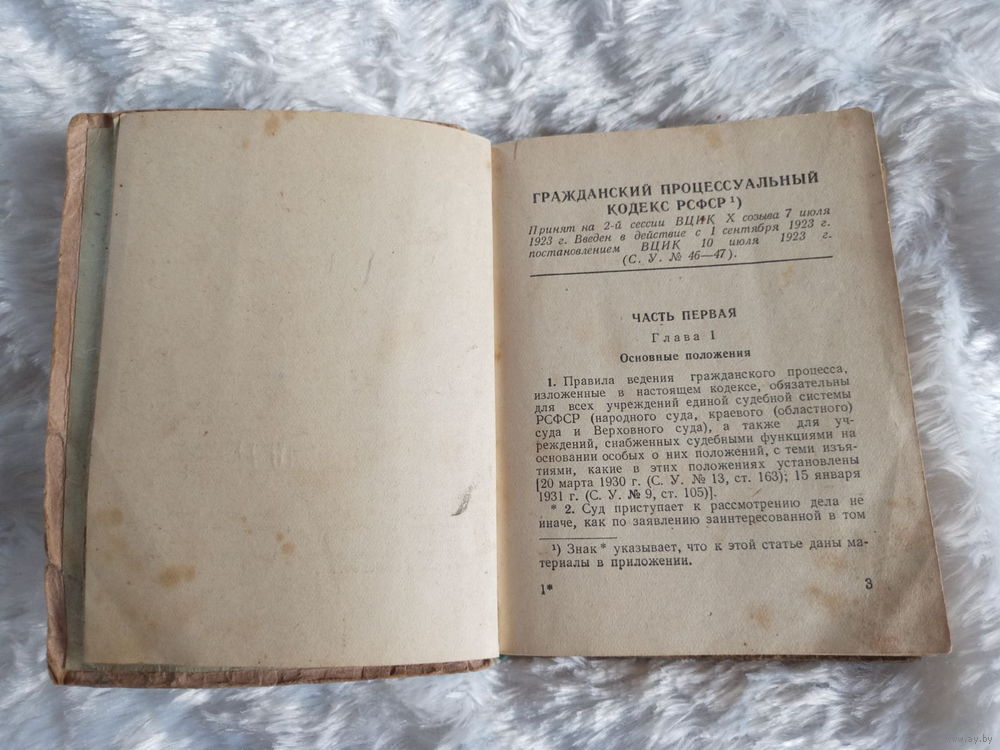 ГРАЖДАНСКИЙ ПРОЦЕССУАЛЬНЫЙ
КОДЕКС РСФСР ¹)
Принят на 2-й сессии ВЦИК X созыва 7 июля
1923 г. Введен в действие с 1 сентября 1923 г.
постановлением ВЦИК 10 июля 1923 г.
(С. У. № 46—47).
ЧАСТЬ ПЕРВАЯ
Глава I
Основные положения
1. Правила ведения гражданского процесса,
изложенные в настоящем кодексе, обязательны
для всех учреждений единой судебной системы
РСФСР (народного суда, краевого (областного)
суда и Верховного суда), а также для уч-
реждений, снабженных судебными функциями на
основании особых о них положений, с теми изъя-
тиями, какие в этих положениях установлены
[20 марта 1930 г. (С. У. № 13, ст. 163); 15 января
1931 г. (С. У. № 9, ст. 105)].
* 2. Суд приступает к рассмотрению дела не
иначе, как по заявлению заинтересованной в том
¹) Знак * указывает, что к этой статье даны ма-
териалы в приложении.
1*
3
www.ay.by